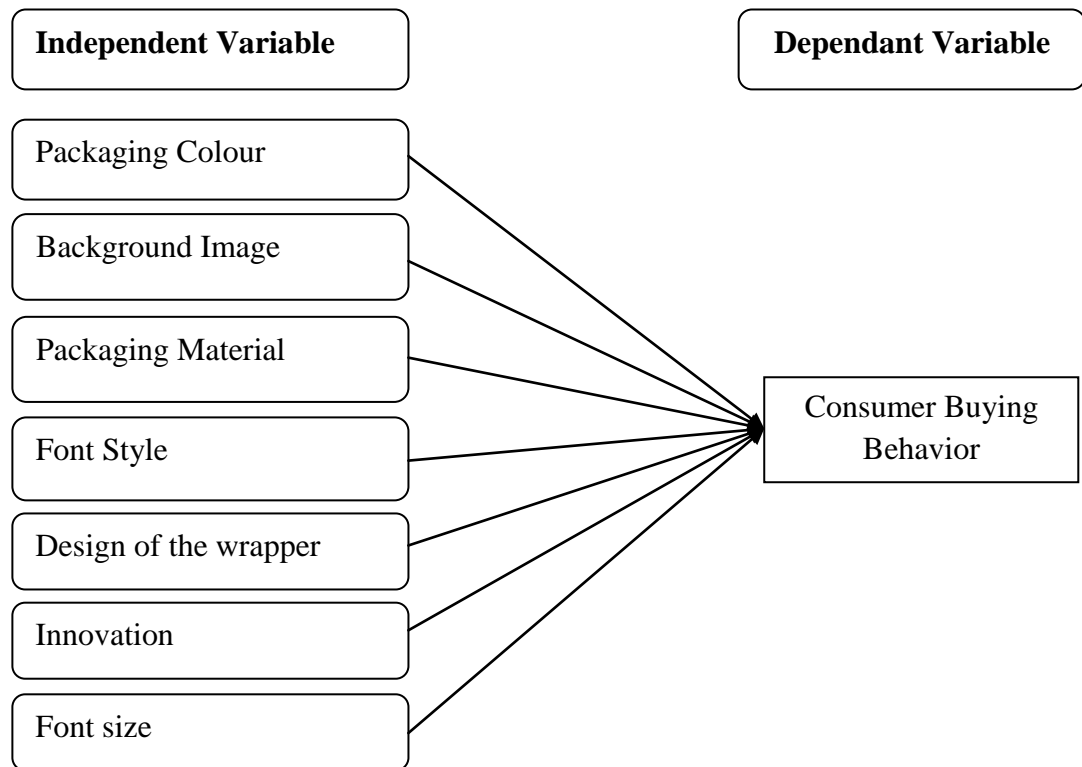 Independent Variable
Dependant Variable
Packaging Colour
Background Image
Packaging Material
Font Style
Design of the wrapper
Innovation
Font size
Consumer Buying
Behavior